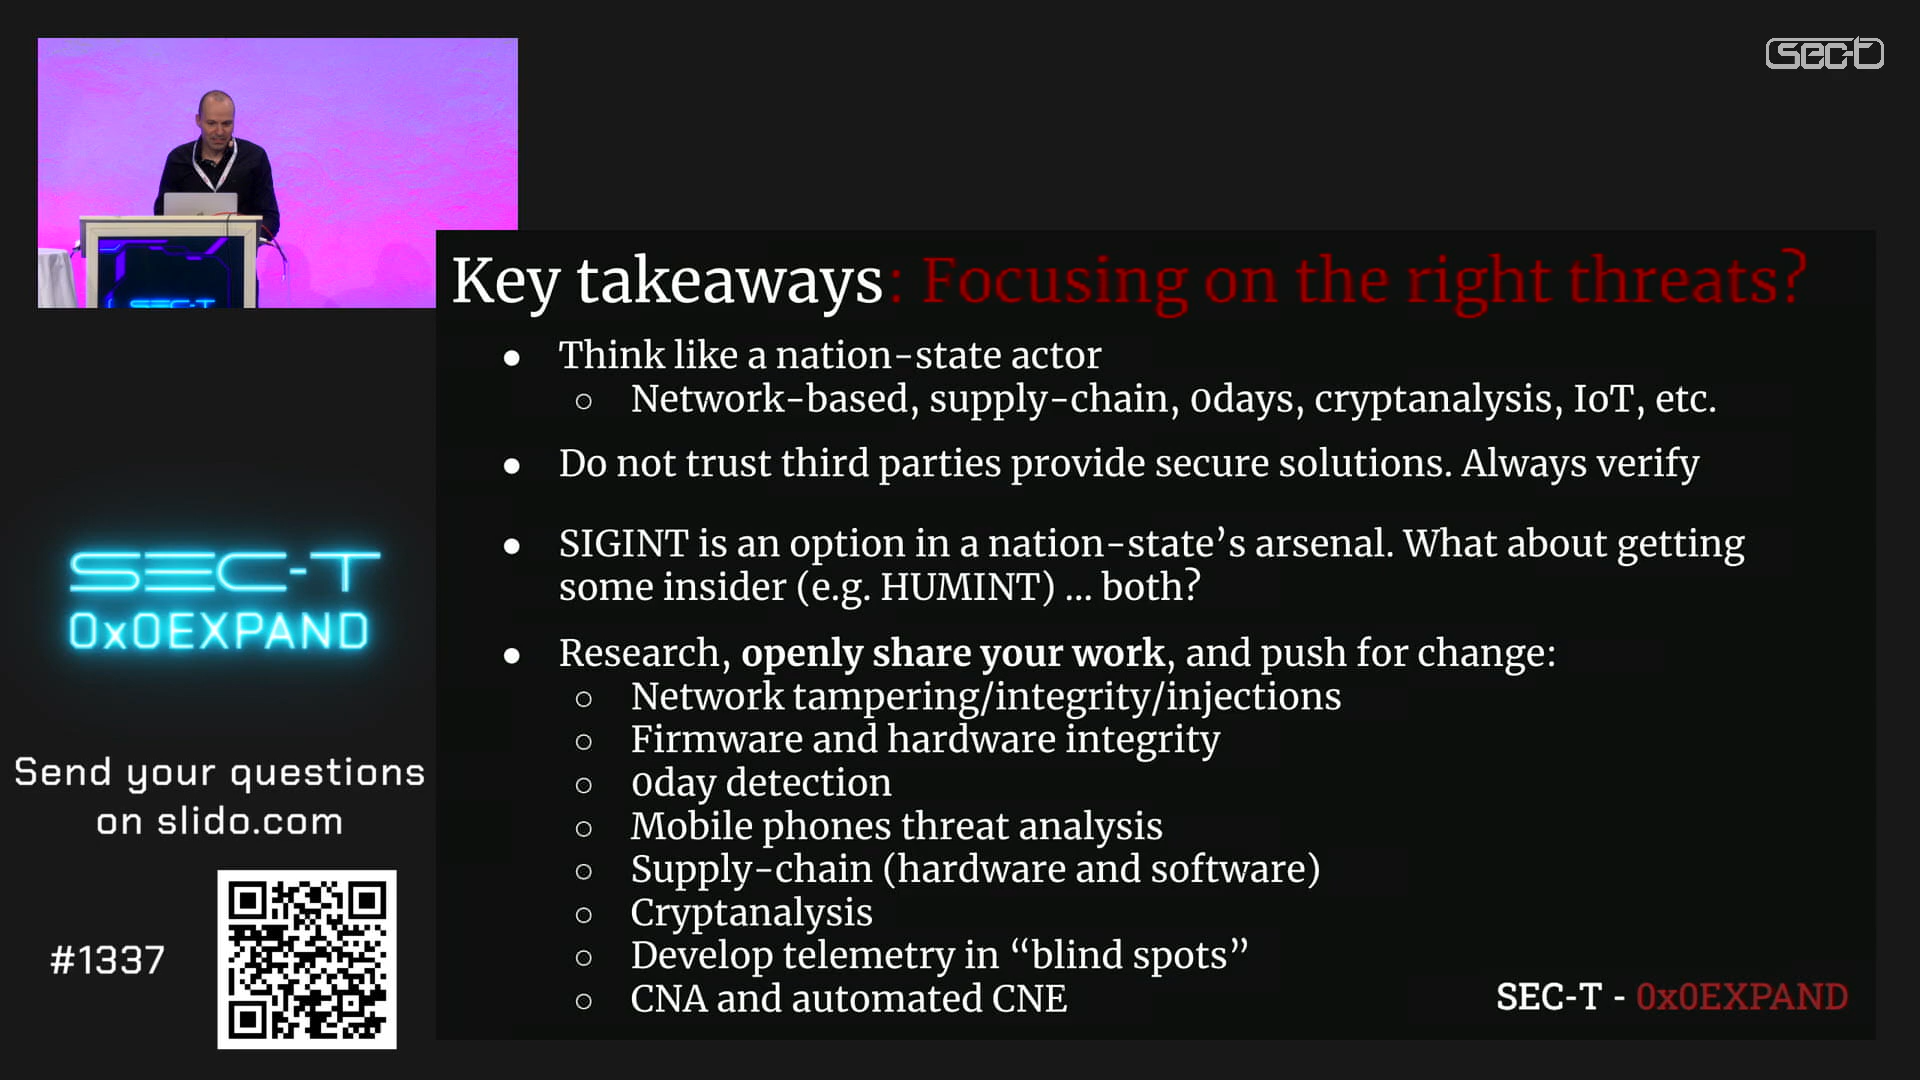 sec-t
SEC-T
Key takeaways: Focusing on the right threats?
● Think like a nation-state actor
○ Network-based, supply-chain, 0days, cryptanalysis, IoT, etc.
● Do not trust third parties provide secure solutions. Always verify
● SIGINT is an option in a nation-state’s arsenal. What about getting
some insider (e.g. HUMINT) ... both?
● Research, openly share your work, and push for change:
○ Network tampering/integrity/injections
○ Firmware and hardware integrity
○ 0day detection
○ Mobile phones threat analysis
○ Supply-chain (hardware and software)
○ Cryptanalysis
○ Develop telemetry in “blind spots”
○ CNA and automated CNE
SEC-T - 0x0EXPAND
SEC-T
0x0EXPAND
Send your questions
on slido.com
#1337